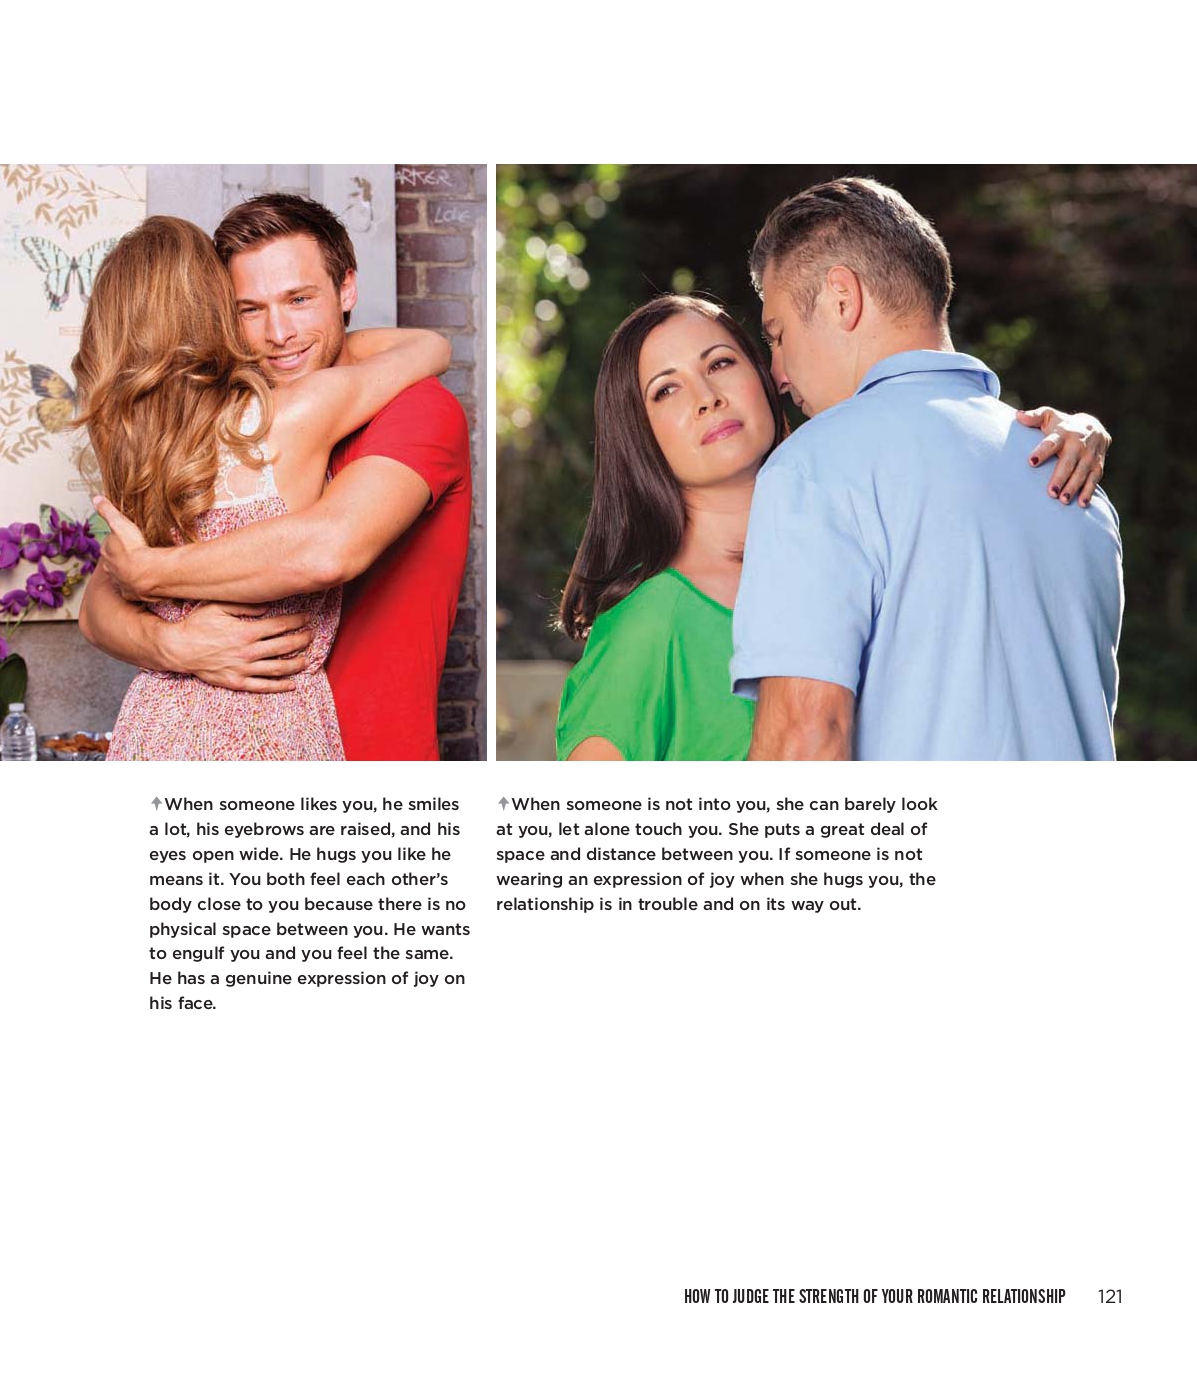 ARKER
Love
When someone likes you, he smiles
a lot, his eyebrows are raised, and his
eyes open wide. He hugs you like he
means it. You both feel each other’s
body close to you because there is no
physical space between you. He wants
to engulf you and you feel the same.
He has a genuine expression of joy on
his face.
When someone is not into you, she can barely look
at you, let alone touch you. She puts a great deal of
space and distance between you. If someone is not
wearing an expression of joy when she hugs you, the
relationship is in trouble and on its way out.
HOW TO JUDGE THE STRENGTH OF YOUR ROMANTIC RELATIONSHIP 121